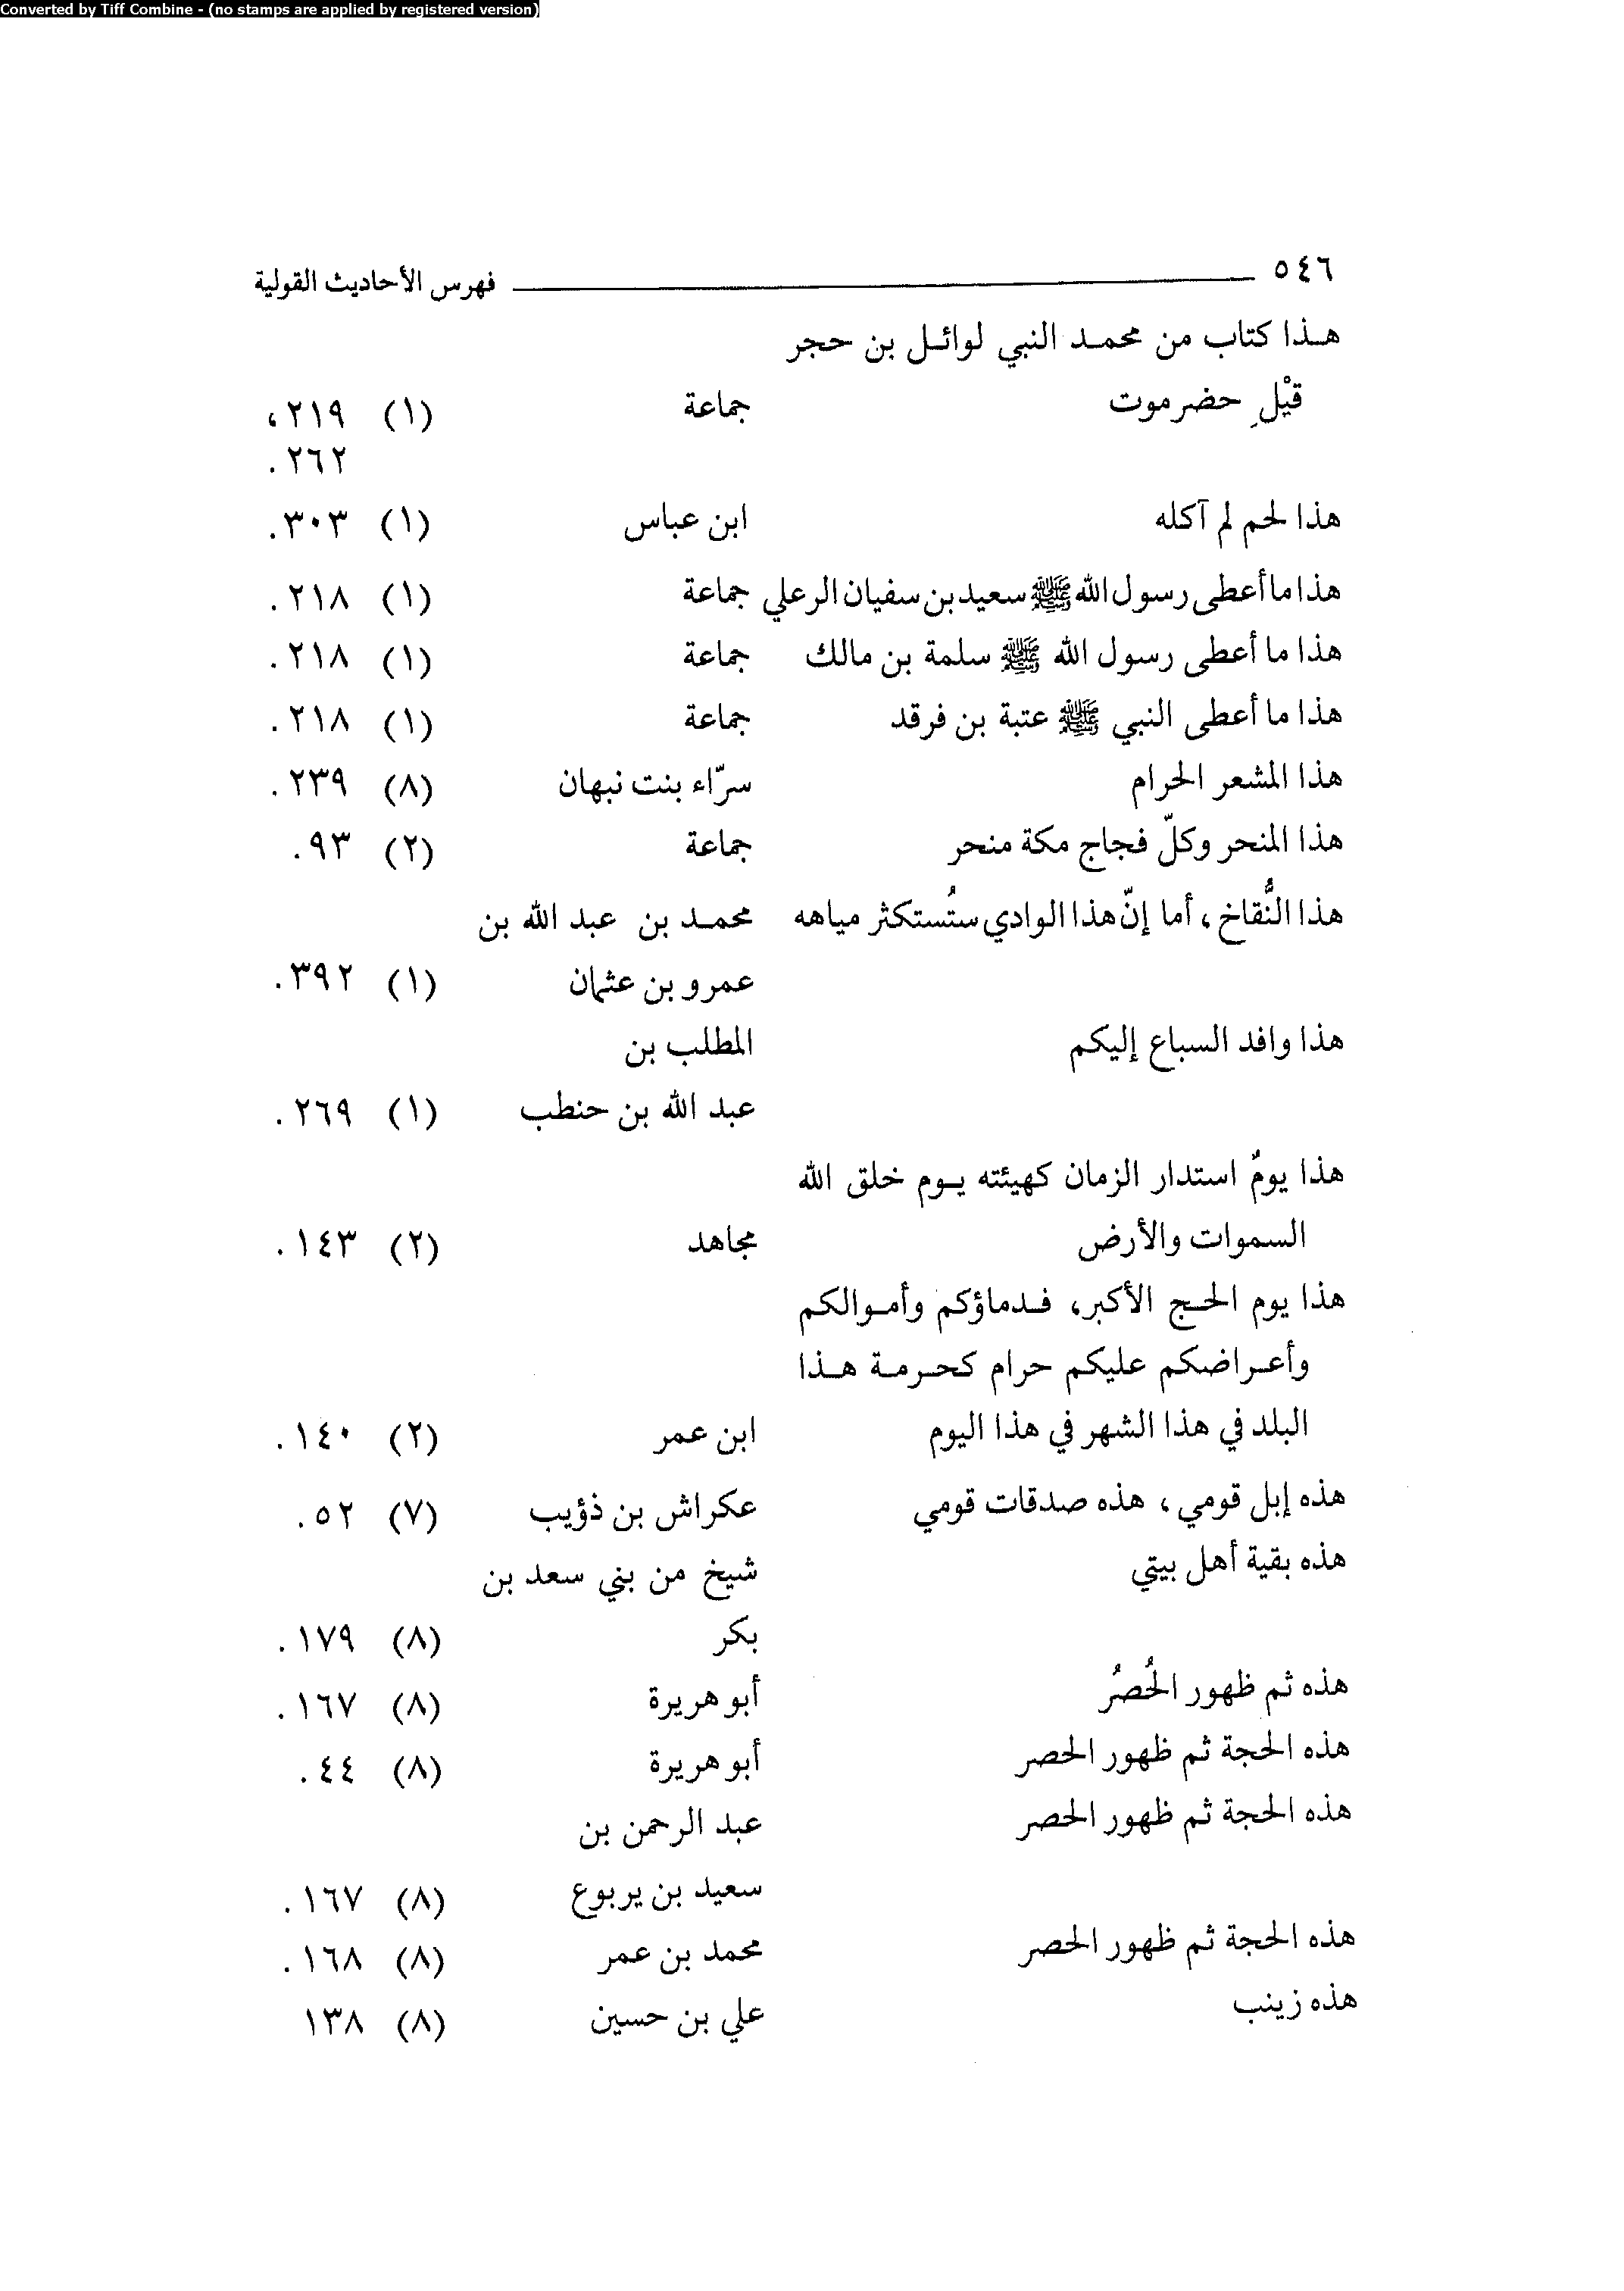 Converted by Tiff Combine - (no stamps are applied by registered version)
٥٤٦ فهرس الأحاديث القولية
هـذا كتاب من محمـد النبي لوائـل بن حجر
قيْلِ حضرموت جماعة (١) ٢١٩،
٢٦٢.
هذا لحم لم آكله ابن عباس (١) ٣٠٣.
هذا ما أعطى رسول الله ﷺ سعيد بن سفيان الرعلي جماعة (١) ٢١٨.
هذا ما أعطى رسول الله ﷺ سلمة بن مالك جماعة (١) ٢١٨.
هذا ما أعطى النبي ﷺ عتبة بن فرقد جماعة (١) ٢١٨.
هذا المشعر الحرام سرّاء بنت نبهان (٨) ٢٣٩.
هذا المنحر وكلّ فجاج مكة منحر جماعة (٢) ٩٣.
هذا النُّقاخ، أما إنّ هذا الوادي ستُستكثر مياهه محمـد بن عبد الله بن
عمرو بن عثمان (١) ٣٩٢.
هذا وافد السباع إليكم المطلب بن
عبد الله بن حنطب (١) ٢٦٩.
هذا يومٌ استدار الزمان كهيئته يـوم خلق الله
السموات والأرض مجاهد (٢) ١٤٣.
هذا يوم الحـج الأكبر، فـدماؤكم وأمـوالكم
وأعـراضكم عليكم حرام كحـرمـة هـذا
البلد في هذا الشهر في هذا اليوم ابن عمر (٢) ١٤٠.
هذه إبل قومي، هذه صدقات قومي عكراش بن ذؤيب (٧) ٥٢.
هذه بقية أهل بيتي شيخ من بني سعد بن
بكر (٨) ١٧٩.
هذه ثم ظهور الحُصُر أبو هريرة (٨) ١٦٧.
هذه الحجة ثم ظهور الحصر أبو هريرة (٨) ٤٤.
هذه الحجة ثم ظهور الحصر عبد الرحمن بن
سعيد بن يربوع (٨) ١٦٧.
هذه الحجة ثم ظهور الحصر محمد بن عمر (٨) ١٦٨.
هذه زينب علي بن حسين (٨) ١٣٨